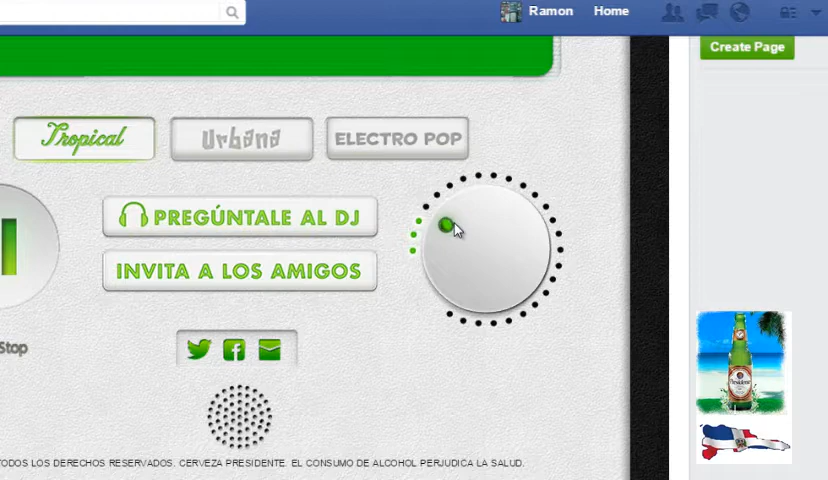 Ramon Home
Create Page
Tropical
Urbana
ELECTRO POP
PREGÚNTALE AL DJ
INVITA A LOS AMIGOS
Stop
TODOS LOS DERECHOS RESERVADOS. CERVEZA PRESIDENTE. EL CONSUMO DE ALCOHOL PERJUDICA LA SALUD.